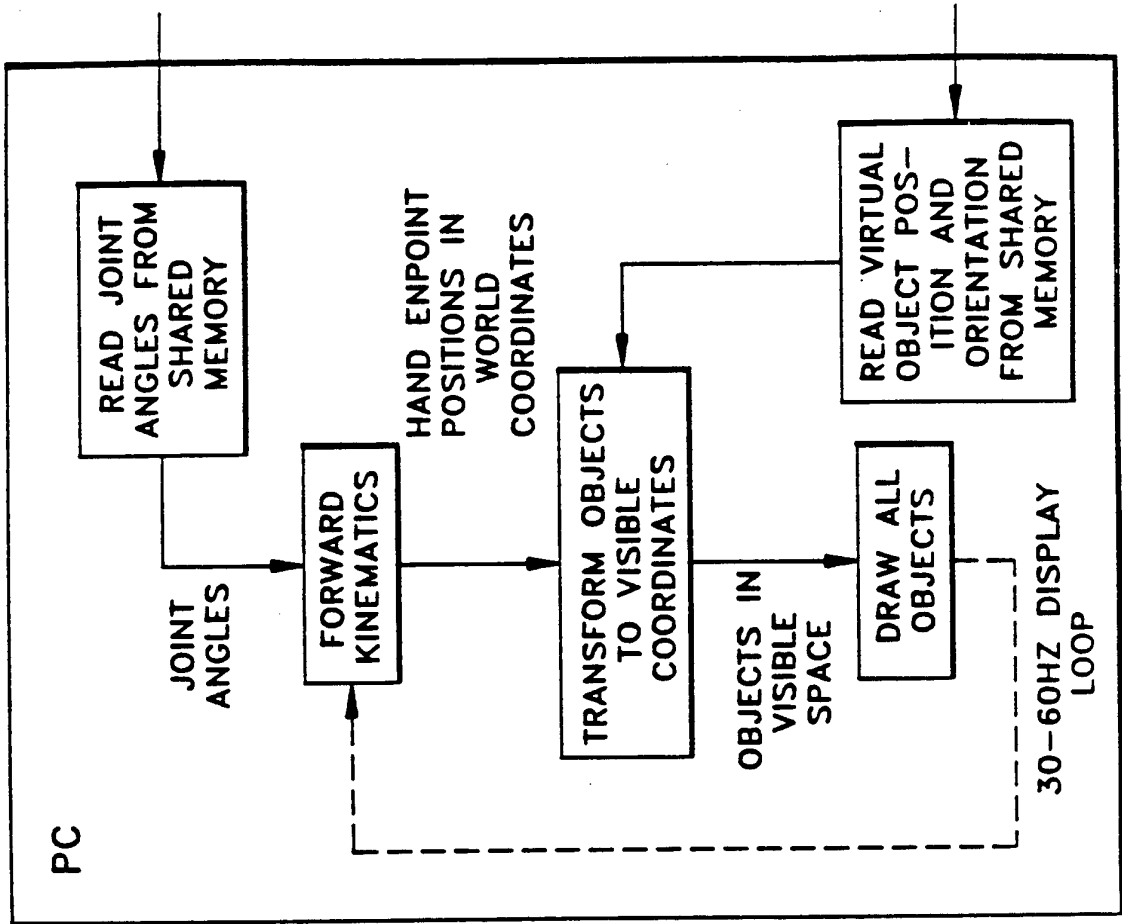 PC
READ JOINT
ANGLES FROM
SHARED
MEMORY
JOINT
ANGLES
FORWARD
KINEMATICS
HAND ENPOINT
POSITIONS IN
WORLD
COORDINATES
TRANSFORM OBJECTS
TO VISIBLE
COORDINATES
READ VIRTUAL
OBJECT POS-
ITION AND
ORIENTATION
FROM SHARED
MEMORY
OBJECTS IN
VISIBLE
SPACE
DRAW ALL
OBJECTS
30-60HZ DISPLAY
LOOP